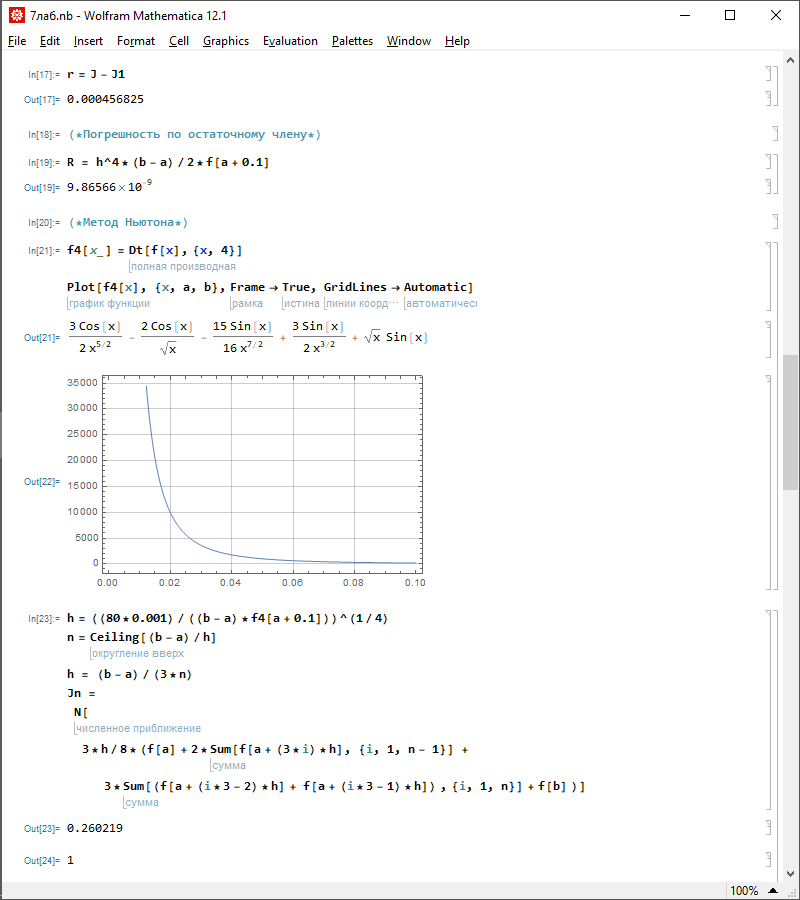 7лаб.nb - Wolfram Mathematica 12.1
File Edit Insert Format Cell Graphics Evaluation Palettes Window Help
In[17]:= r = J - J1
Out[17]= 0.000456825
In[18]:= (*Погрешность по остаточному члену*)
In[19]:= R = h^4*(b-a)/2*f[a+0.1]
Out[19]= 9.86566×10^-9
In[20]:= (*Метод Ньютона*)
In[21]:= f4[x_] = Dt[f[x], {x, 4}]
полная производная
Plot[f4[x], {x, a, b}, Frame → True, GridLines → Automatic]
график функции рамка истина линии коорд⋯ автоматичес
Out[21]= 3 Cos[x] / 2 x^5/2 - 2 Cos[x] / √x - 15 Sin[x] / 16 x^7/2 + 3 Sin[x] / 2 x^3/2 + √x Sin[x]
35000
30000
25000
20000
15000
10000
5000
0
Out[22]=
0.00 0.02 0.04 0.06 0.08 0.10
In[23]:= h = ((80*0.001)/((b-a)*f4[a+0.1]))^(1/4)
n = Ceiling[(b-a)/h]
округление вверх
h = (b-a)/(3*n)
Jn =
N[
численное приближение
3*h/8*(f[a]+2*Sum[f[a+(3*i)*h], {i, 1, n-1}] +
сумма
3*Sum[(f[a+(i*3-2)*h]+ f[a+(i*3-1)*h]) ,{i, 1, n}]+f[b] )]
сумма
Out[23]= 0.260219
Out[24]= 1
100%